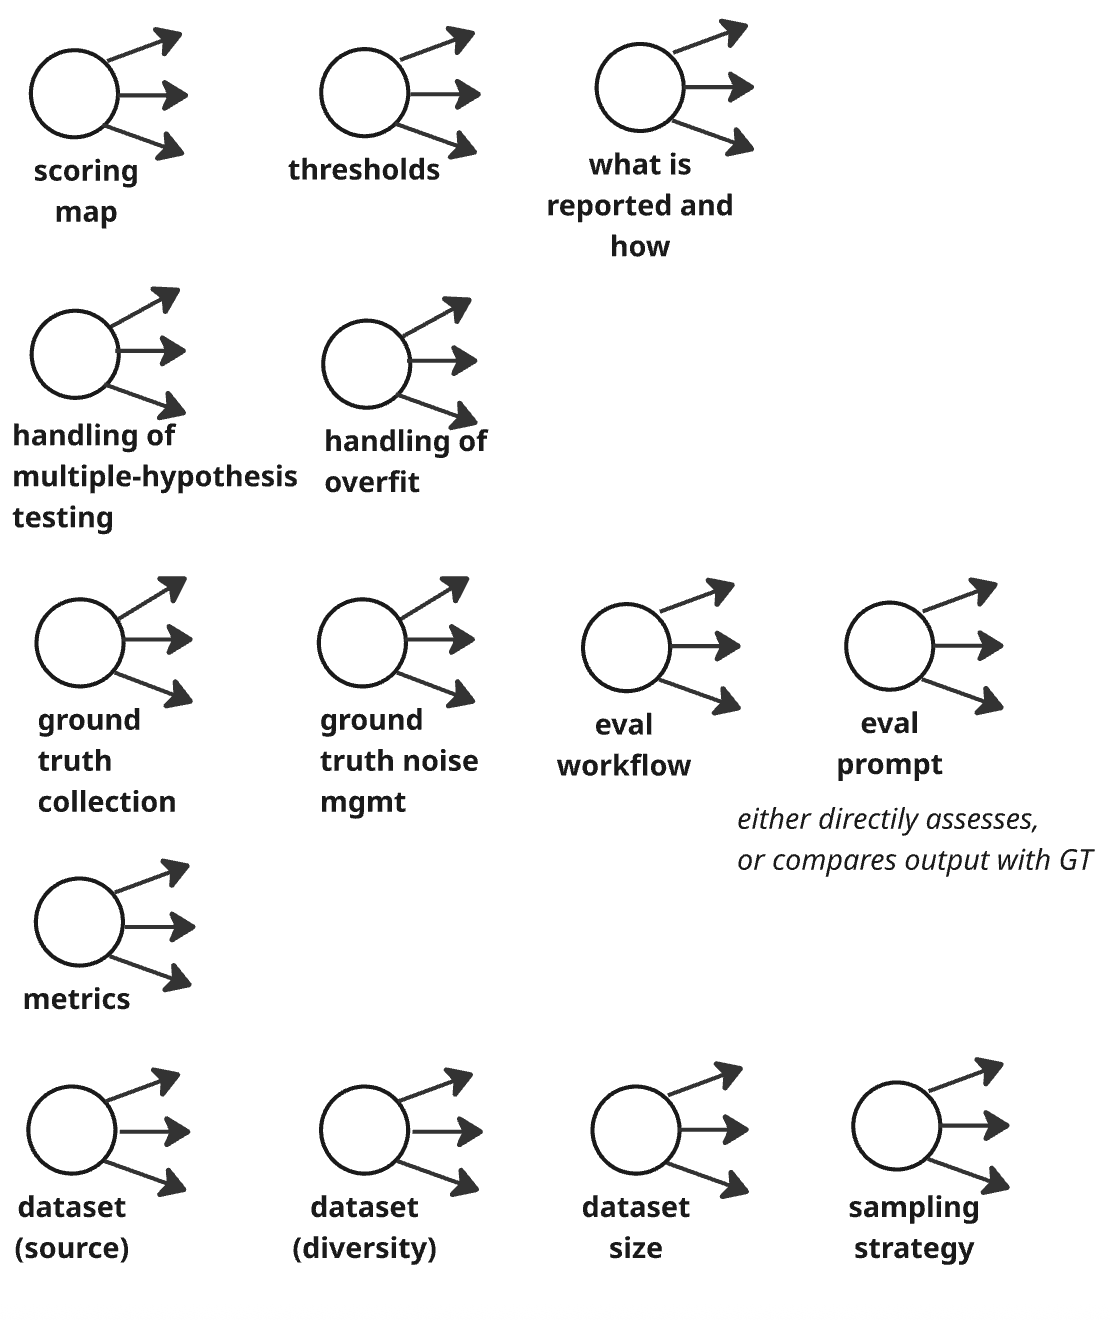 scoring
map
thresholds
what is
reported and
how
handling of
multiple-hypothesis
testing
handling of
overfit
ground
truth
collection
ground
truth noise
mgmt
eval
workflow
eval
prompt
either directily assesses,
or compares output with GT
metrics
dataset
(source)
dataset
(diversity)
dataset
size
sampling
strategy